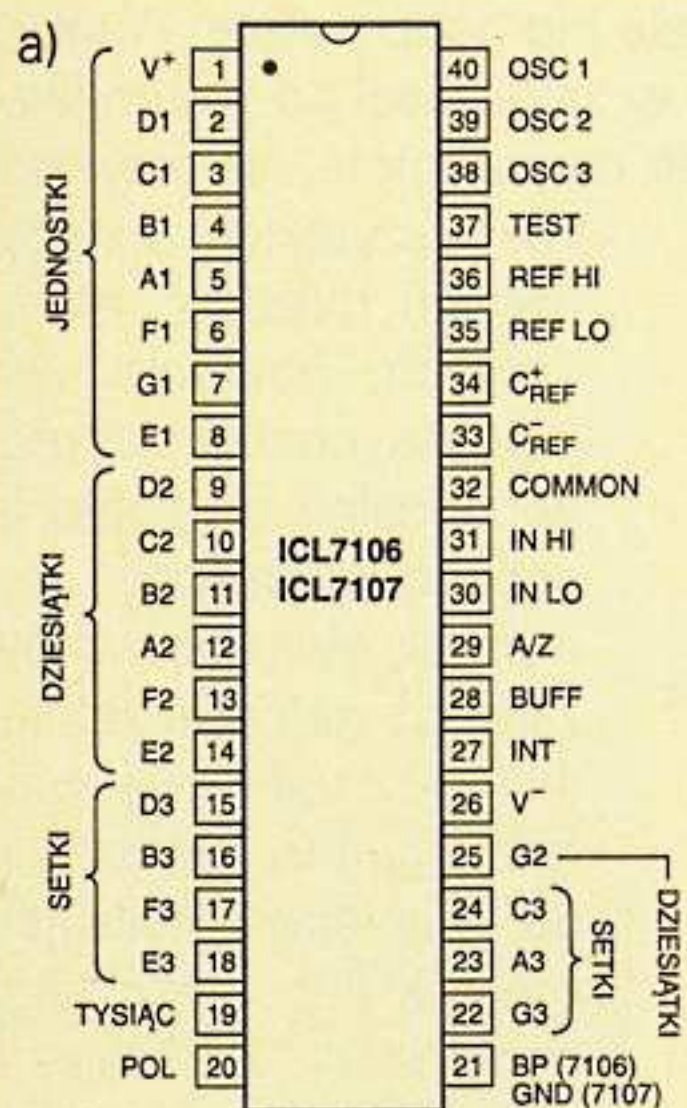 a)
JEDNOSTKI
V+ 1
D1 2
C1 3
B1 4
A1 5
F1 6
G1 7
E1 8
DZIESIĄTKI
D2 9
C2 10
B2 11
A2 12
F2 13
E2 14
SETKI
D3 15
B3 16
F3 17
E3 18
TYSIĄC 19
POL 20
ICL7106
ICL7107
40 OSC 1
39 OSC 2
38 OSC 3
37 TEST
36 REF HI
35 REF LO
34 C+REF
33 C-REF
32 COMMON
31 IN HI
30 IN LO
29 A/Z
28 BUFF
27 INT
26 V-
25 G2
DZIESIĄTKI
24 C3
23 A3
22 G3
SETKI
21 BP (7106)
GND (7107)